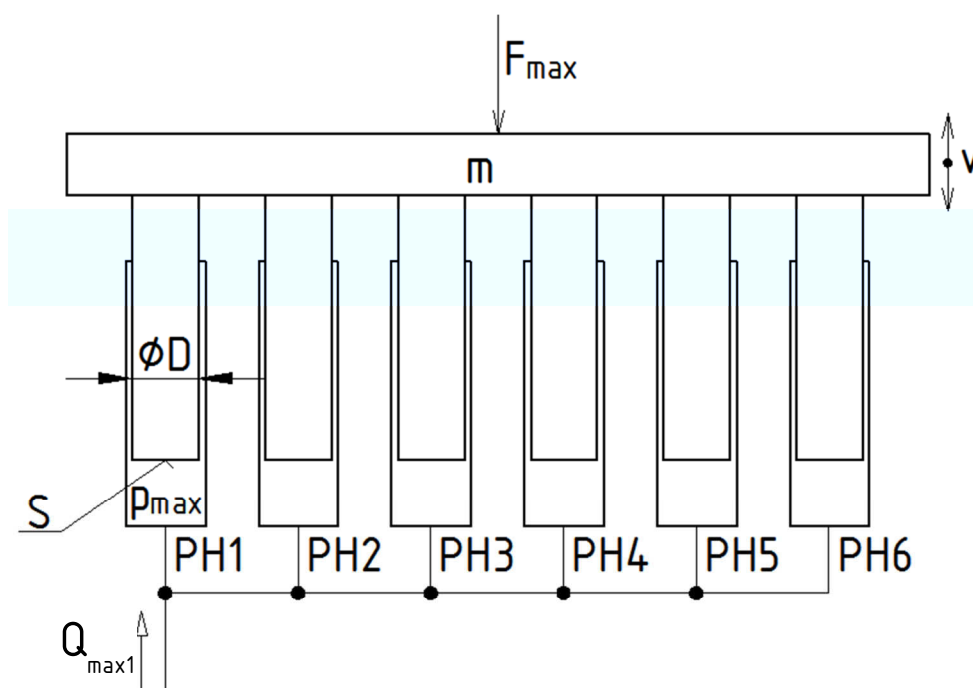 Fmax
m
v
ϕD
S
pmax
PH1 PH2 PH3 PH4 PH5 PH6
Qmax1